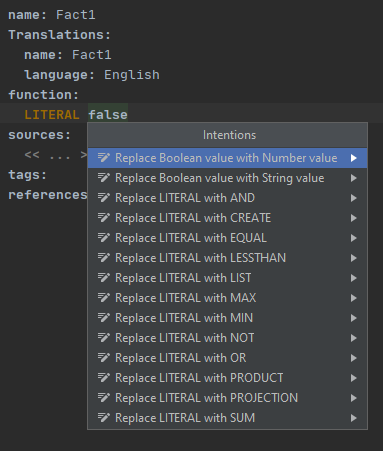 name: Fact1
Translations:
name: Fact1
language: English
function:
LITERAL false
sources:
<< ... >
tags:
references
Intentions
Replace Boolean value with Number value
Replace Boolean value with String value
Replace LITERAL with AND
Replace LITERAL with CREATE
Replace LITERAL with EQUAL
Replace LITERAL with LESSTHAN
Replace LITERAL with LIST
Replace LITERAL with MAX
Replace LITERAL with MIN
Replace LITERAL with NOT
Replace LITERAL with OR
Replace LITERAL with PRODUCT
Replace LITERAL with PROJECTION
Replace LITERAL with SUM